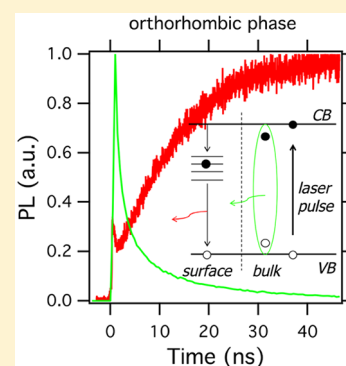 orthorhombic phase
PL (a.u.)
1.0
0.8
0.6
0.4
0.2
0.0
CB
laser
pulse
surface bulk VB
0 10 20 30 40
Time (ns)